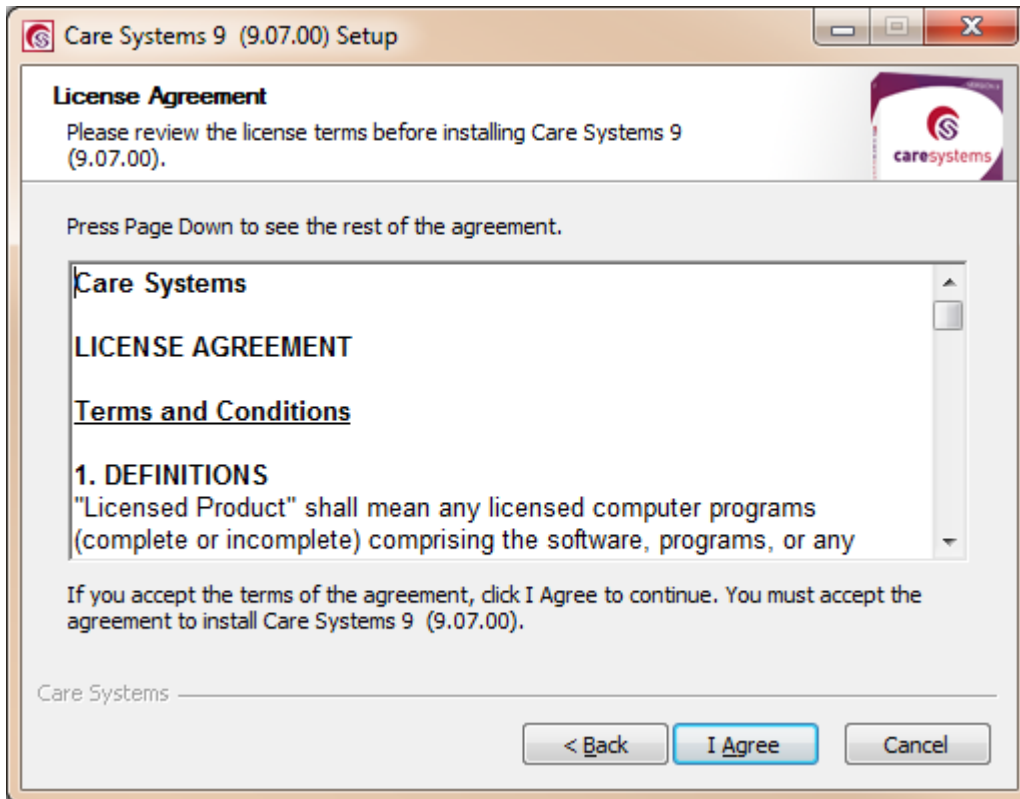 Care Systems 9  (9.07.00) Setup
License Agreement
Please review the license terms before installing Care Systems 9
(9.07.00).
caresystems
Press Page Down to see the rest of the agreement.
Care Systems
LICENSE AGREEMENT
Terms and Conditions
1. DEFINITIONS
"Licensed Product" shall mean any licensed computer programs
(complete or incomplete) comprising the software, programs, or any
If you accept the terms of the agreement, click I Agree to continue. You must accept the
agreement to install Care Systems 9  (9.07.00).
Care Systems
< Back
I Agree
Cancel